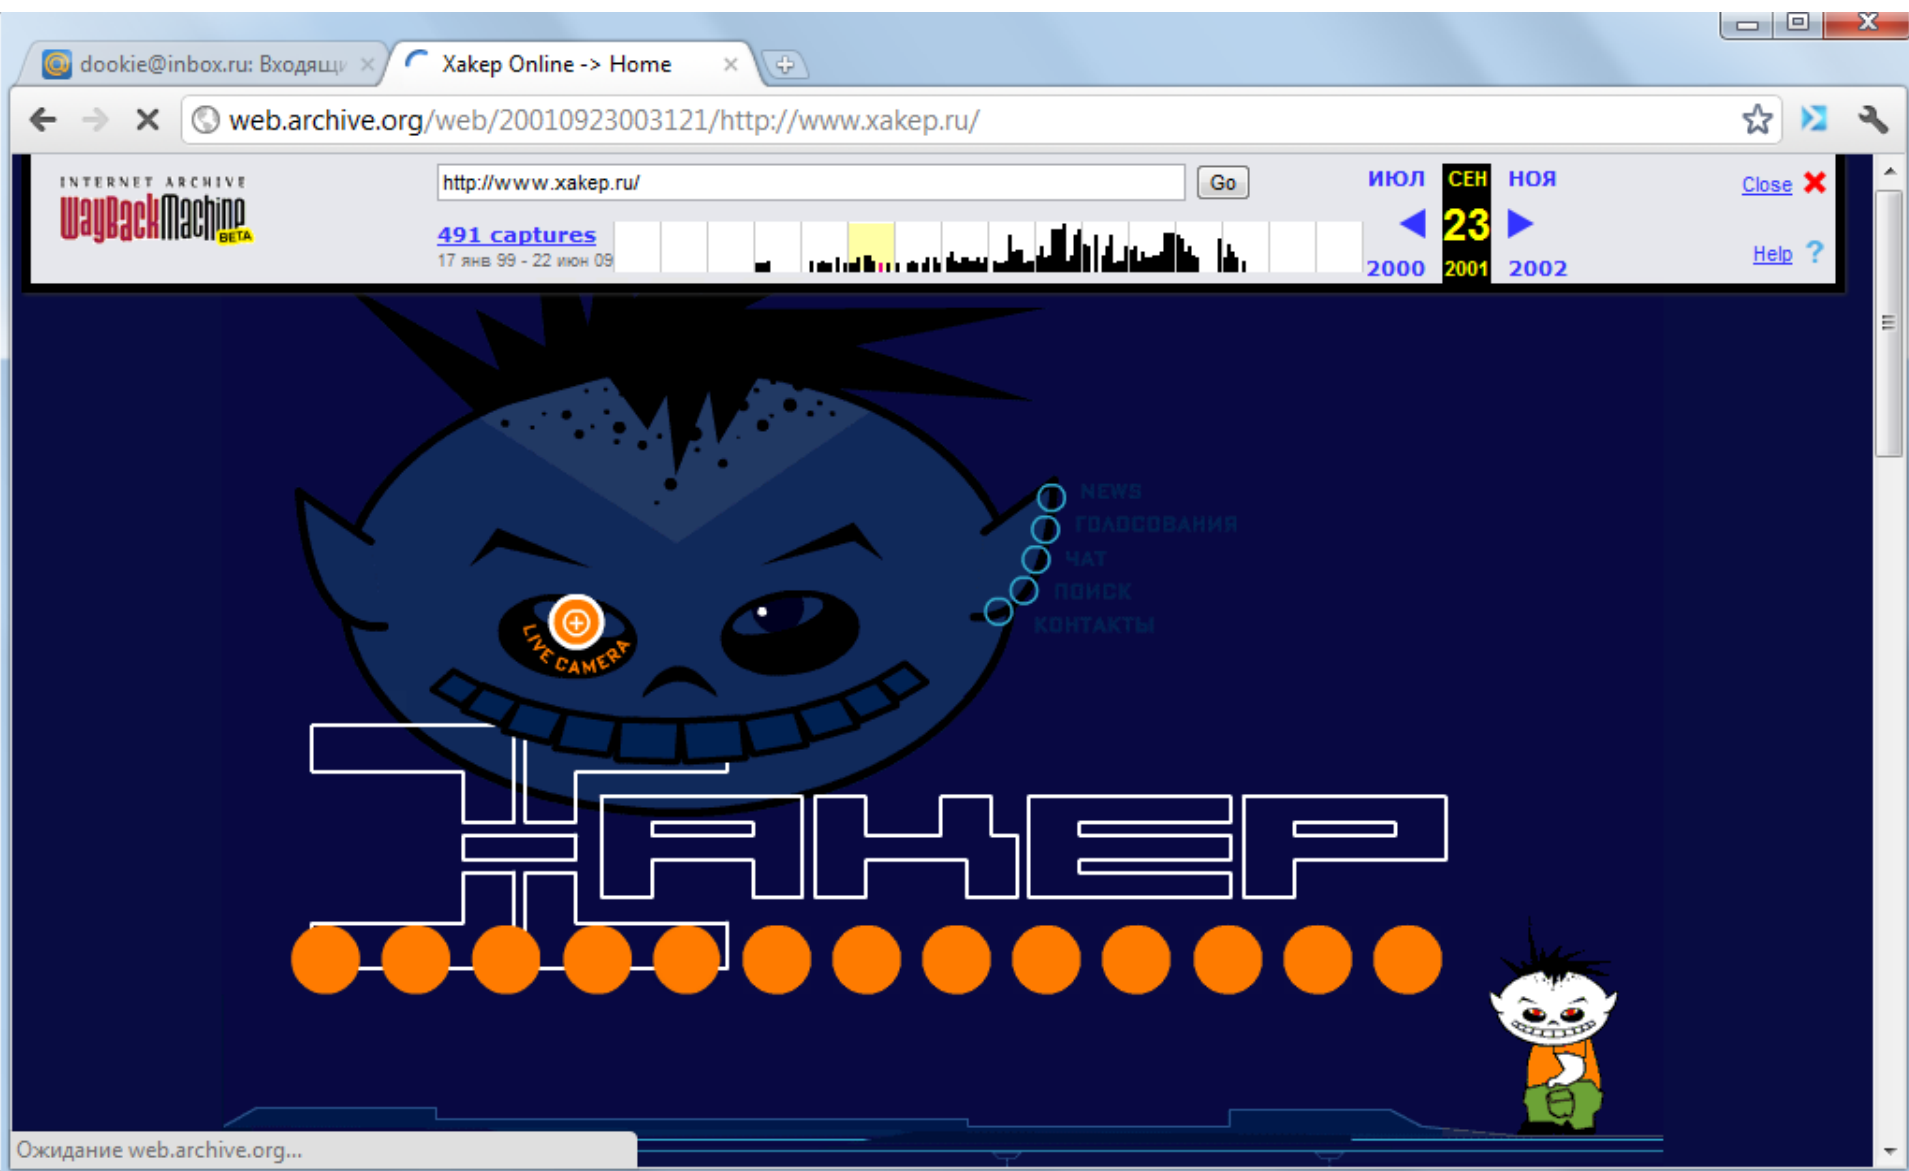 dookie@inbox.ru: Входящи
Xakep Online -> Home
web.archive.org/web/20010923003121/http://www.xakep.ru/
INTERNET ARCHIVE
WayBackMachine
BETA
http://www.xakep.ru/
Go
491 captures
17 янв 99 - 22 июн 09
ИЮЛ СЕН НОЯ
23
2000 2001 2002
Close
Help ?
NEWS
ГОЛОСОВАНИЯ
ЧАТ
ПОИСК
КОНТАКТЫ
LIVE CAMERA
ХАКЕР
Ожидание web.archive.org...